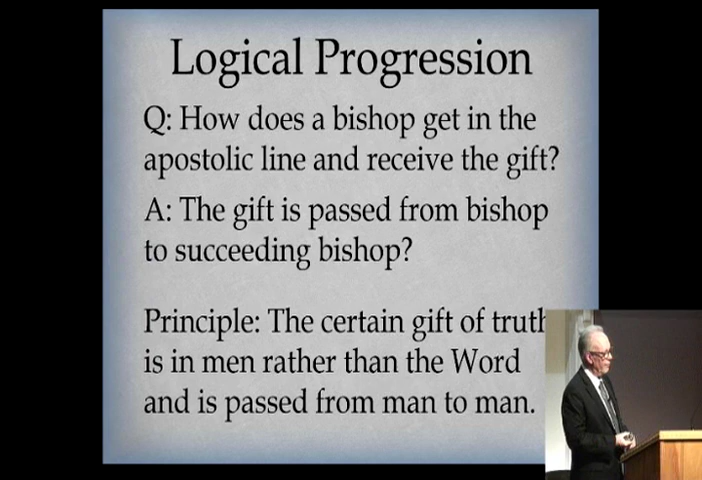 Logical Progression
Q: How does a bishop get in the
apostolic line and receive the gift?
A: The gift is passed from bishop
to succeeding bishop?
Principle: The certain gift of truth
is in men rather than the Word
and is passed from man to man.